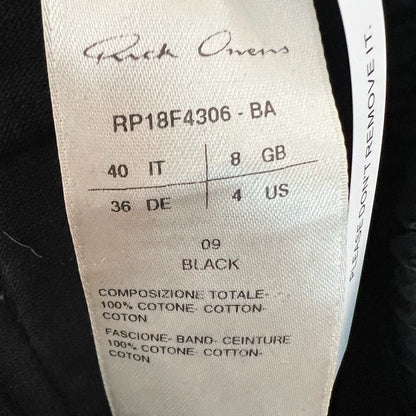 Rick Owens
RP18F4306 - BA
40 IT 8 GB
36 DE 4 US
09
BLACK
COMPOSIZIONE TOTALE-
100% COTONE- COTTON-
COTON
FASCIONE- BAND- CEINTURE
100% COTONE- COTTON-
COTON
PLEASE DON'T REMOVE IT.